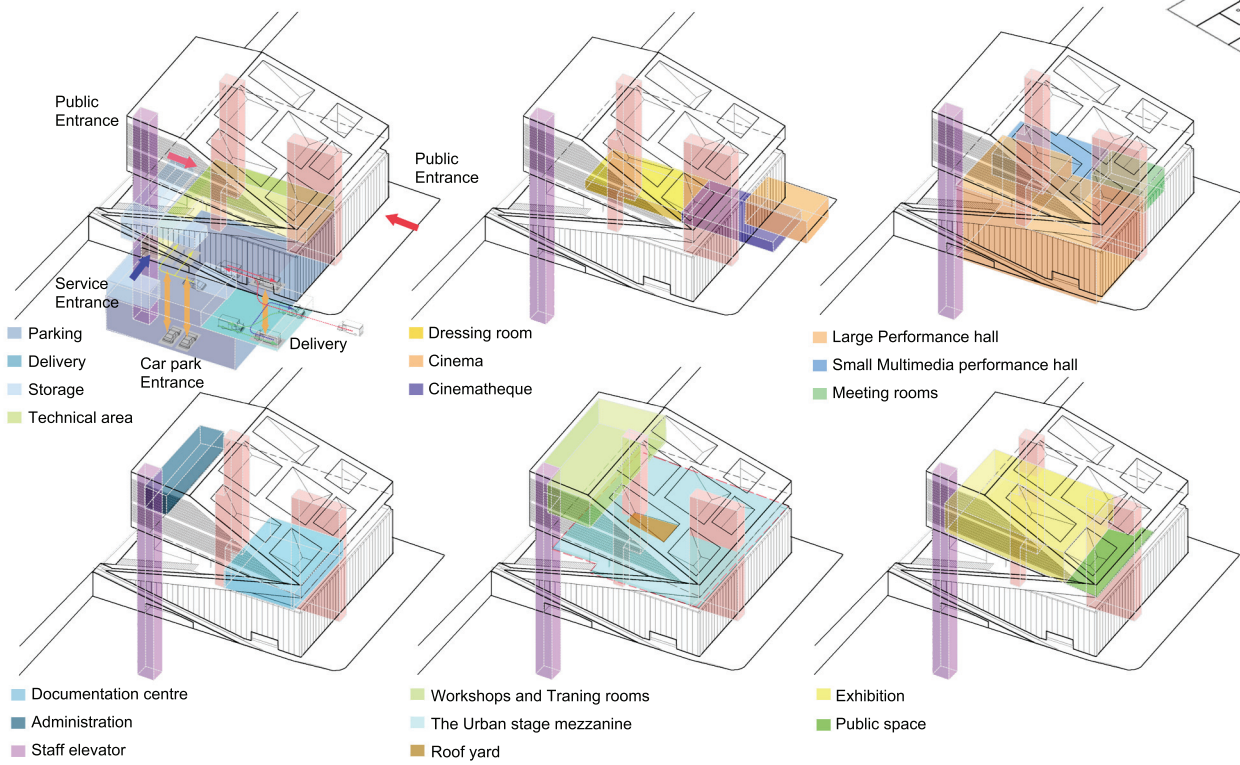 Public
Entrance
Public
Entrance
Service
Entrance
Delivery
Car park
Entrance
Parking
Delivery
Storage
Technical area
Dressing room
Cinema
Cinematheque
Large Performance hall
Small Multimedia performance hall
Meeting rooms
Documentation centre
Administration
Staff elevator
Workshops and Traning rooms
The Urban stage mezzanine
Roof yard
Exhibition
Public space